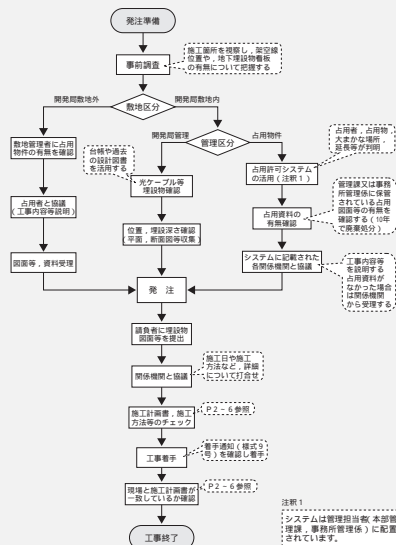 発注準備
施工箇所を視察し，架空線
位置や，地下埋設物看板
の有無について把握する
事前調査
開発局敷地外
開発局敷地内
敷地区分
開発局管理
占用物件
管理区分
占用者，占用物，
大まかな場所，
延長等が判明
敷地管理者に占用
物件の有無を確認
台帳や過去
の設計図書
を活用する
光ケーブル等
埋設物確認
占用許可システム
の活用（注釈１）
管理課又は事務
所管理係に保管
されている占用
図面等の有無を
確認する（10年
で廃棄処分）
占用者と協議
（工事内容等説明）
位置，埋設深さ確認
（平面，断面図等収集）
占用資料の
有無確認
図面等，資料受理
システムに記載された
各関係機関と協議
工事内容等
を説明する
占用資料が
なかった場合
は関係機関
から受理する
発　注
請負者に埋設物
図面等を提出
施工日や施工
方法など，詳細
について打合せ
関係機関と協議
施工計画書，施工
方法等のチェック
Ｐ２－６参照
工事着手
着手通知（様式９
号）を確認し着手
現場と施工計画書が
一致しているか確認
Ｐ２－６参照
工事終了
注釈１
システムは管理担当者（本部管
理課，事務所管理係）に配置
されています。